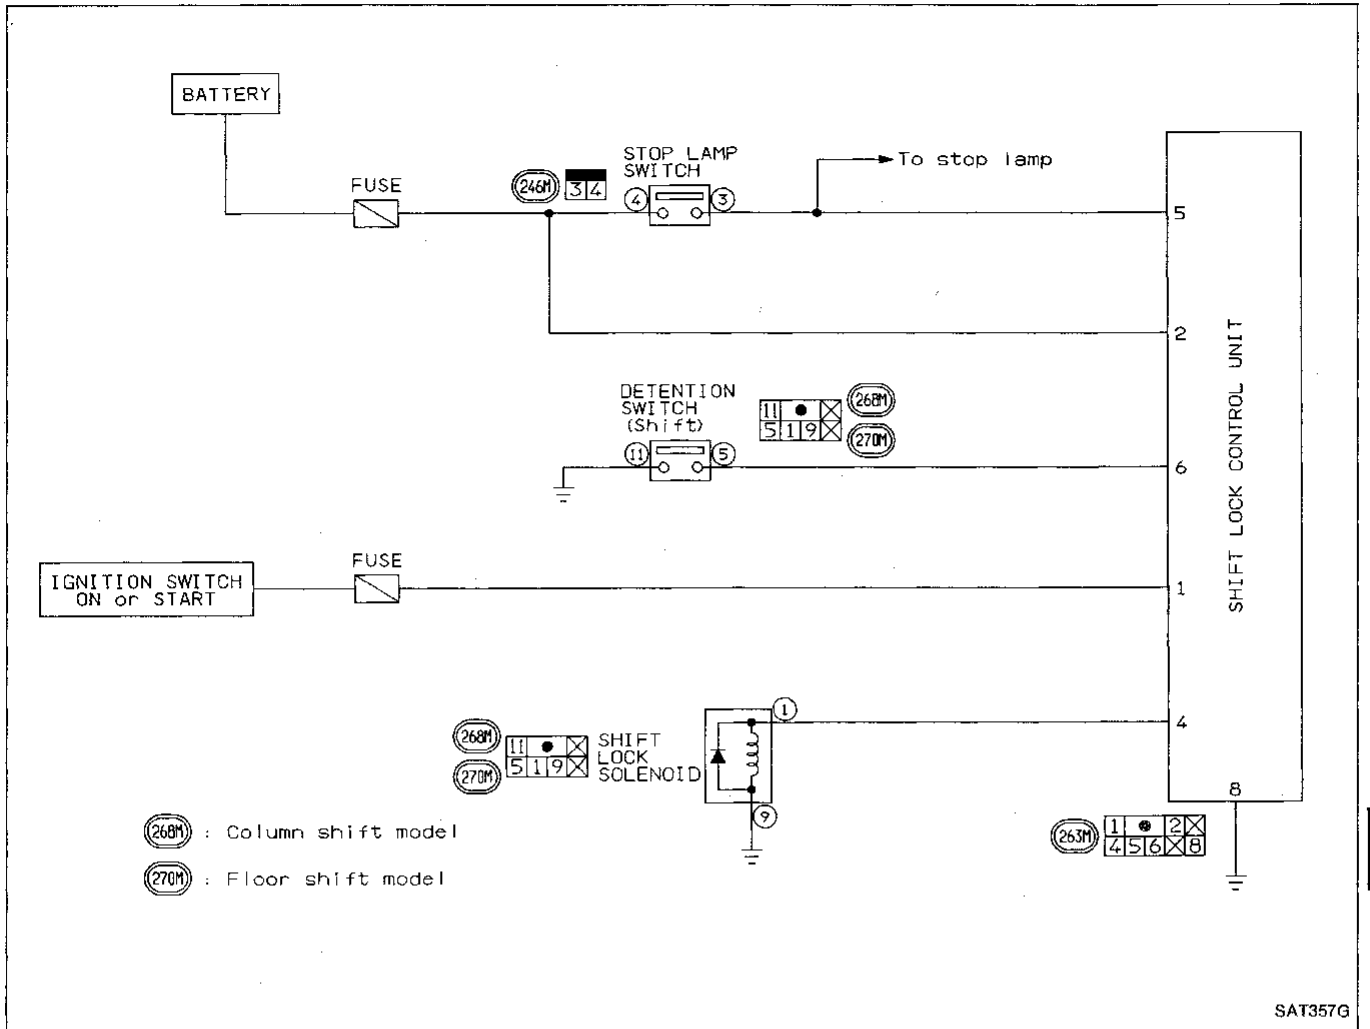 BATTERY
FUSE
246M
3 4
STOP LAMP
SWITCH
4
3
To stop lamp
5
2
DETENTION
SWITCH
(Shift)
11
5
11
5 1 9
268M
270M
6
SHIFT LOCK CONTROL UNIT
IGNITION SWITCH
ON or START
FUSE
1
268M
270M
11
5 1 9
SHIFT
LOCK
SOLENOID
1
9
4
8
263M
1 2
4 5 6 8
268M : Column shift model
270M : Floor shift model
SAT357G